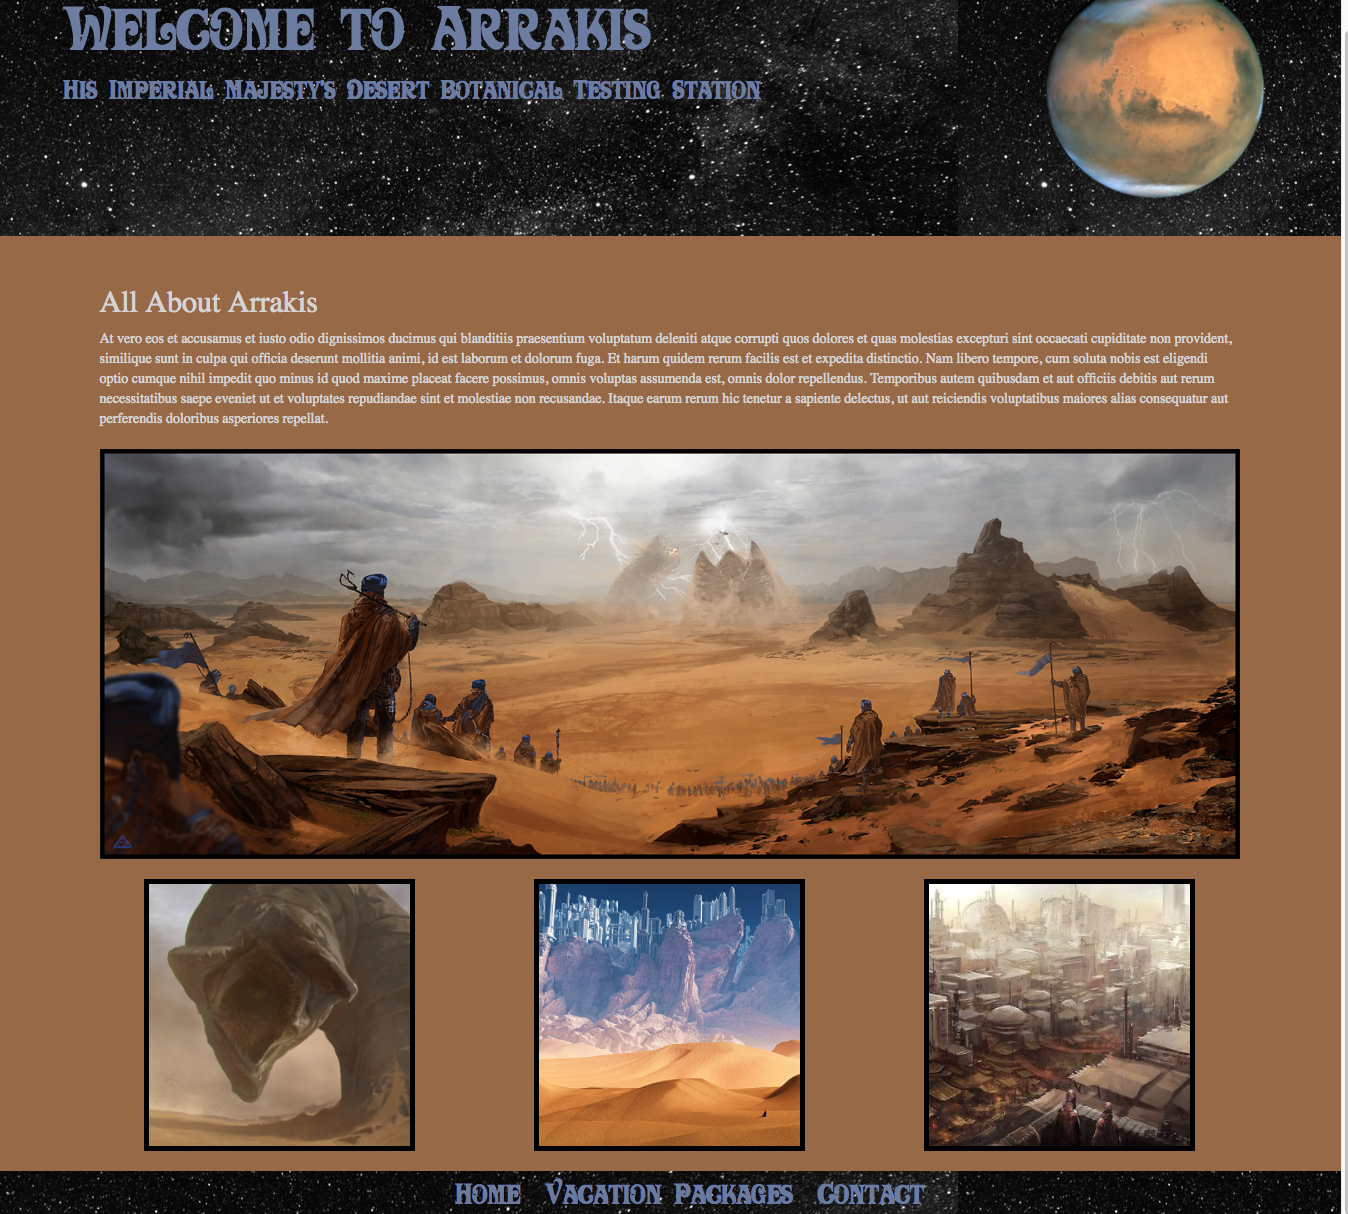 Welcome to Arrakis
His Imperial Majesty's Desert Botanical Testing Station
All About Arrakis
At vero eos et accusamus et iusto odio dignissimos ducimus qui blanditiis praesentium voluptatum deleniti atque corrupti quos dolores et quas molestias excepturi sint occaecati cupiditate non provident,
similique sunt in culpa qui officia deserunt mollitia animi, id est laborum et dolorum fuga. Et harum quidem rerum facilis est et expedita distinctio. Nam libero tempore, cum soluta nobis est eligendi
optio cumque nihil impedit quo minus id quod maxime placeat facere possimus, omnis voluptas assumenda est, omnis dolor repellendus. Temporibus autem quibusdam et aut officiis debitis aut rerum
necessitatibus saepe eveniet ut et voluptates repudiandae sint et molestiae non recusandae. Itaque earum rerum hic tenetur a sapiente delectus, ut aut reiciendis voluptatibus maiores alias consequatur aut
perferendis doloribus asperiores repellat.
Home Vacation Packages Contact